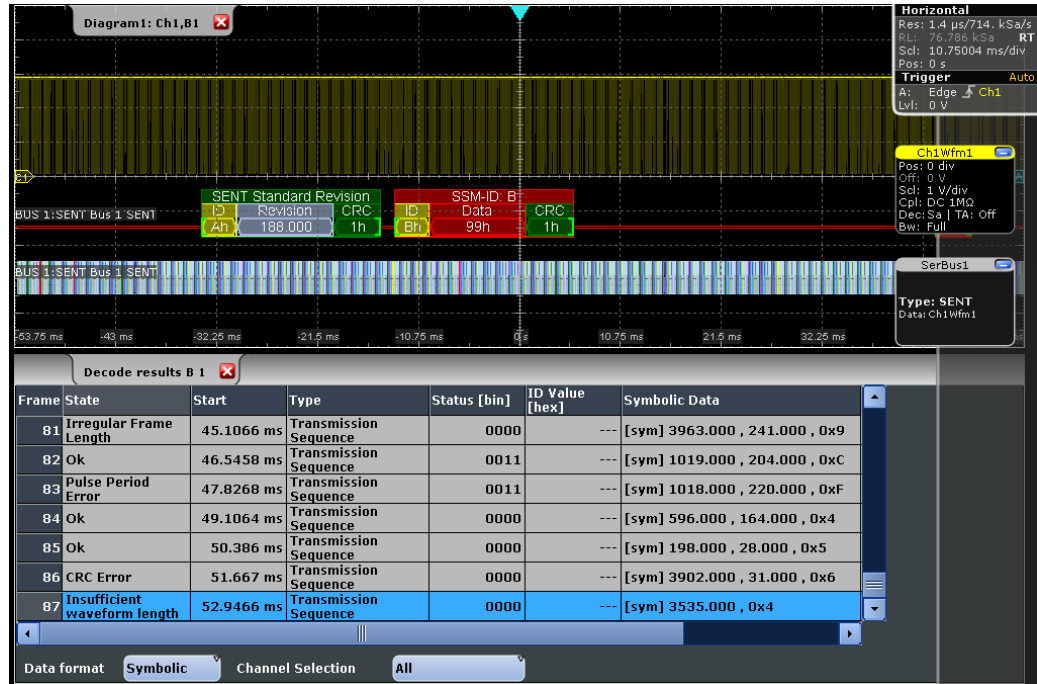 Diagram1: Ch1,B1
Horizontal
Res: 1.4 µs/714. kSa/s
RL: 76.786 kSa RT
Scl: 10.75004 ms/div
Pos: 0 s
Trigger Auto
A: Edge Ch1
Lvl: 0 V
Ch1Wfm1
Pos: 0 div
Off: 0 V
Scl: 1 V/div
Cpl: DC 1MΩ
Dec: Sa | TA: Off
Bw: Full
C1
SENT Standard Revision
ID Revision CRC
Ah 188.000 1h
SSM-ID: B
ID Data CRC
Bh 99h 1h
BUS 1:SENT Bus 1 SENT
BUS 1:SENT Bus 1 SENT
SerBus1
Type: SENT
Data: Ch1Wfm1
-53.75 ms -43 ms -32.25 ms -21.5 ms -10.75 ms 0s 10.75 ms 21.5 ms 32.25 ms
Decode results B 1
Frame State Start Type Status [bin] ID Value [hex] Symbolic Data
81 Irregular Frame Length 45.1066 ms Transmission Sequence 0000 --- [sym] 3963.000 , 241.000 , 0x9
82 Ok 46.5458 ms Transmission Sequence 0011 --- [sym] 1019.000 , 204.000 , 0xC
83 Pulse Period Error 47.8268 ms Transmission Sequence 0011 --- [sym] 1018.000 , 220.000 , 0xF
84 Ok 49.1064 ms Transmission Sequence 0000 --- [sym] 596.000 , 164.000 , 0x4
85 Ok 50.386 ms Transmission Sequence 0000 --- [sym] 198.000 , 28.000 , 0x5
86 CRC Error 51.667 ms Transmission Sequence 0000 --- [sym] 3902.000 , 31.000 , 0x6
87 Insufficient waveform length 52.9466 ms Transmission Sequence 0000 --- [sym] 3535.000 , 0x4
Data format Symbolic Channel Selection All